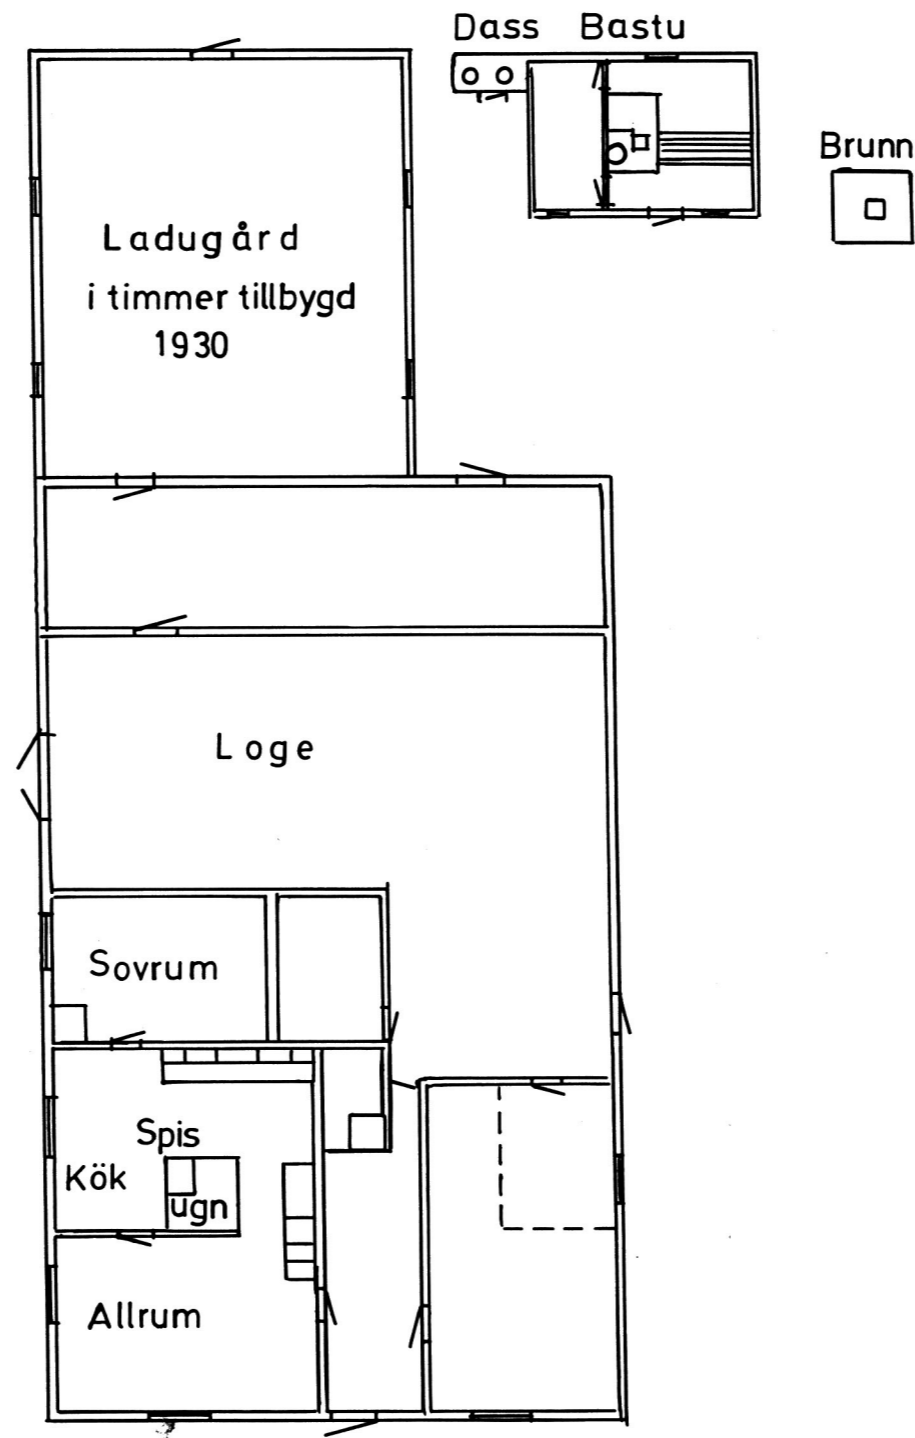 Dass Bastu
Brunn
Ladugård
i timmer tillbygd
1930
Loge
Sovrum
Spis
Kök
ugn
Allrum